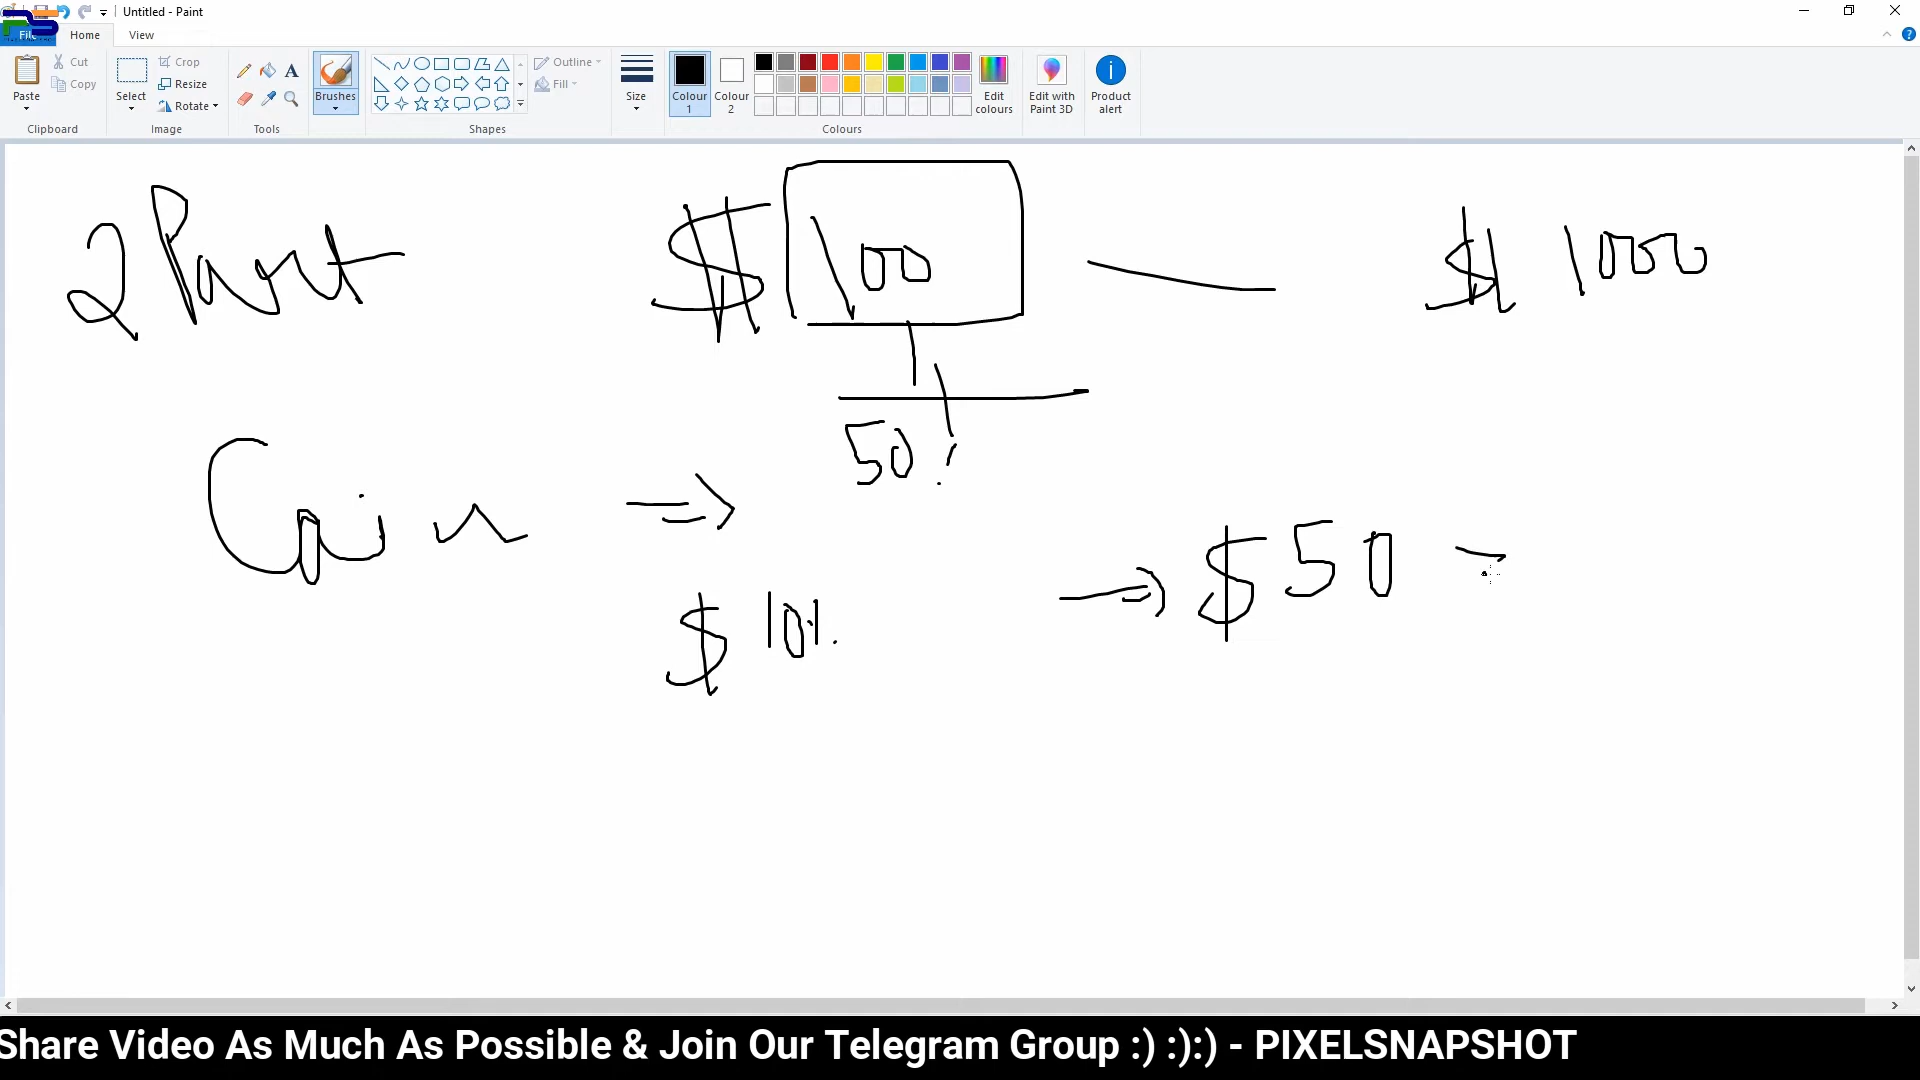 Untitled - Paint
File Home View
Cut
Copy
Paste
Clipboard
Crop
Resize
Rotate
Select
Image
Tools
Brushes
Outline
Fill
Shapes
Size
Colour 1
Colour 2
Edit colours
Colours
Edit with Paint 3D
Product alert
2 Part $ 100 $ 1000
50
$ 50
$ 10%.
Share Video As Much As Possible & Join Our Telegram Group :) :):) - PIXELSNAPSHOT